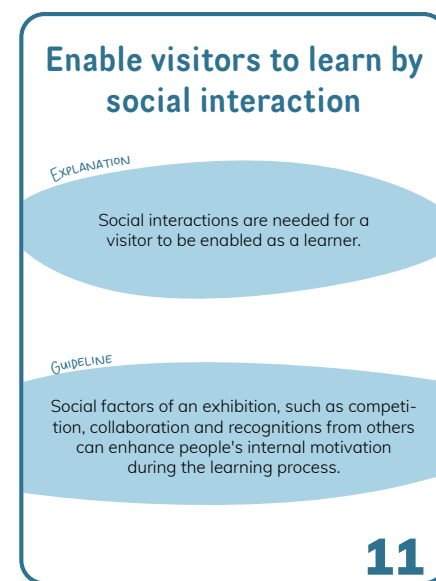 Enable visitors to learn by
social interaction
EXPLANATION
Social interactions are needed for a
visitor to be enabled as a learner.
GUIDELINE
Social factors of an exhibition, such as competi-
tion, collaboration and recognitions from others
can enhance people's internal motivation
during the learning process.
11